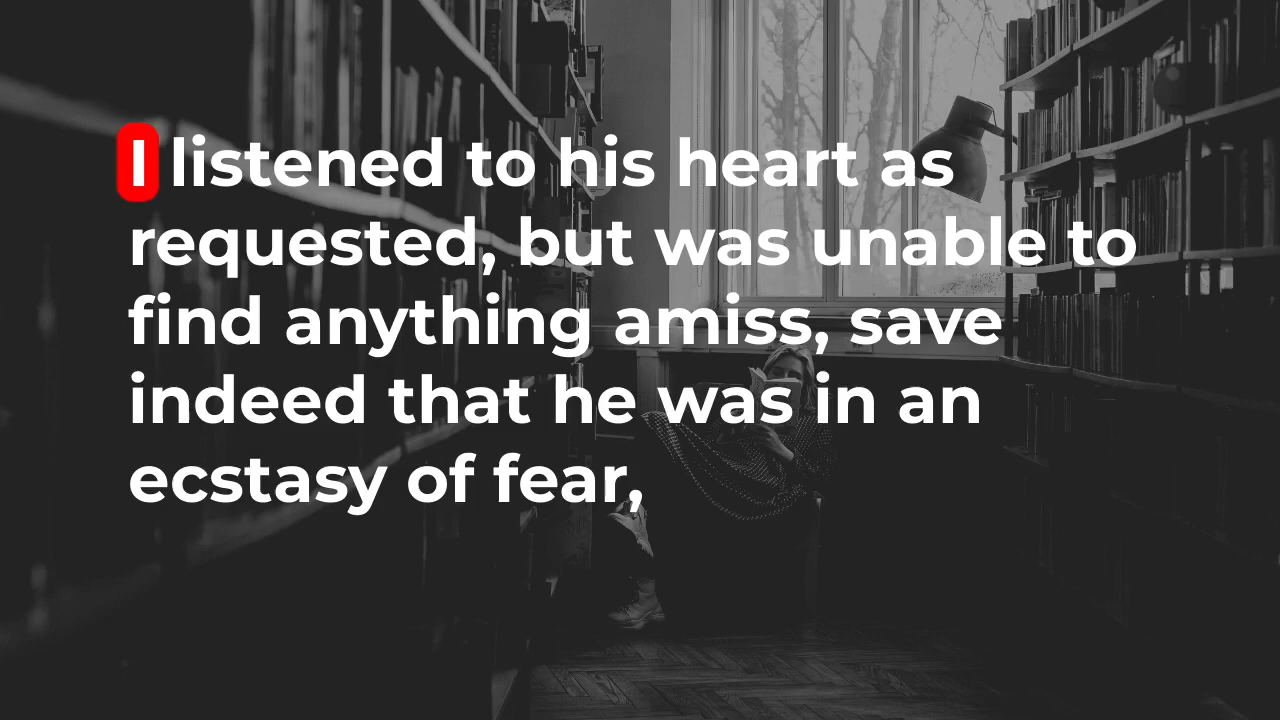 I listened to his heart as
requested, but was unable to
find anything amiss, save
indeed that he was in an
ecstasy of fear,